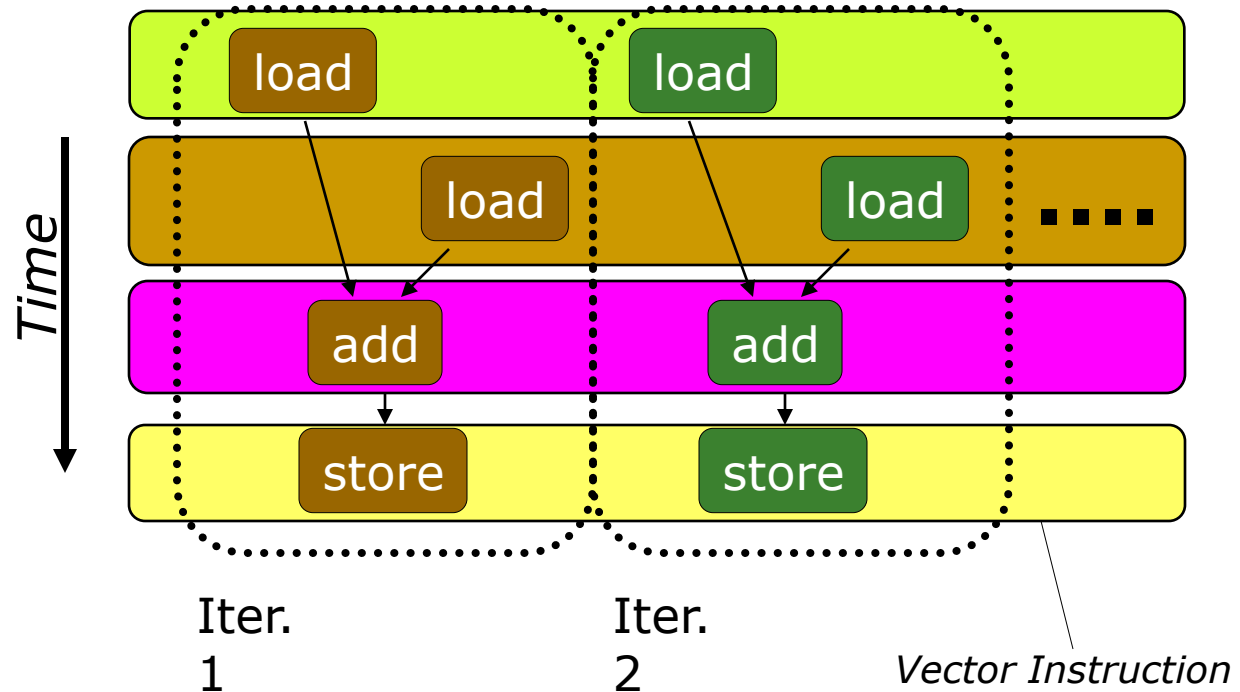 load
load
load
load
Time
add
add
store
store
Iter.
1
Iter.
2
Vector Instruction